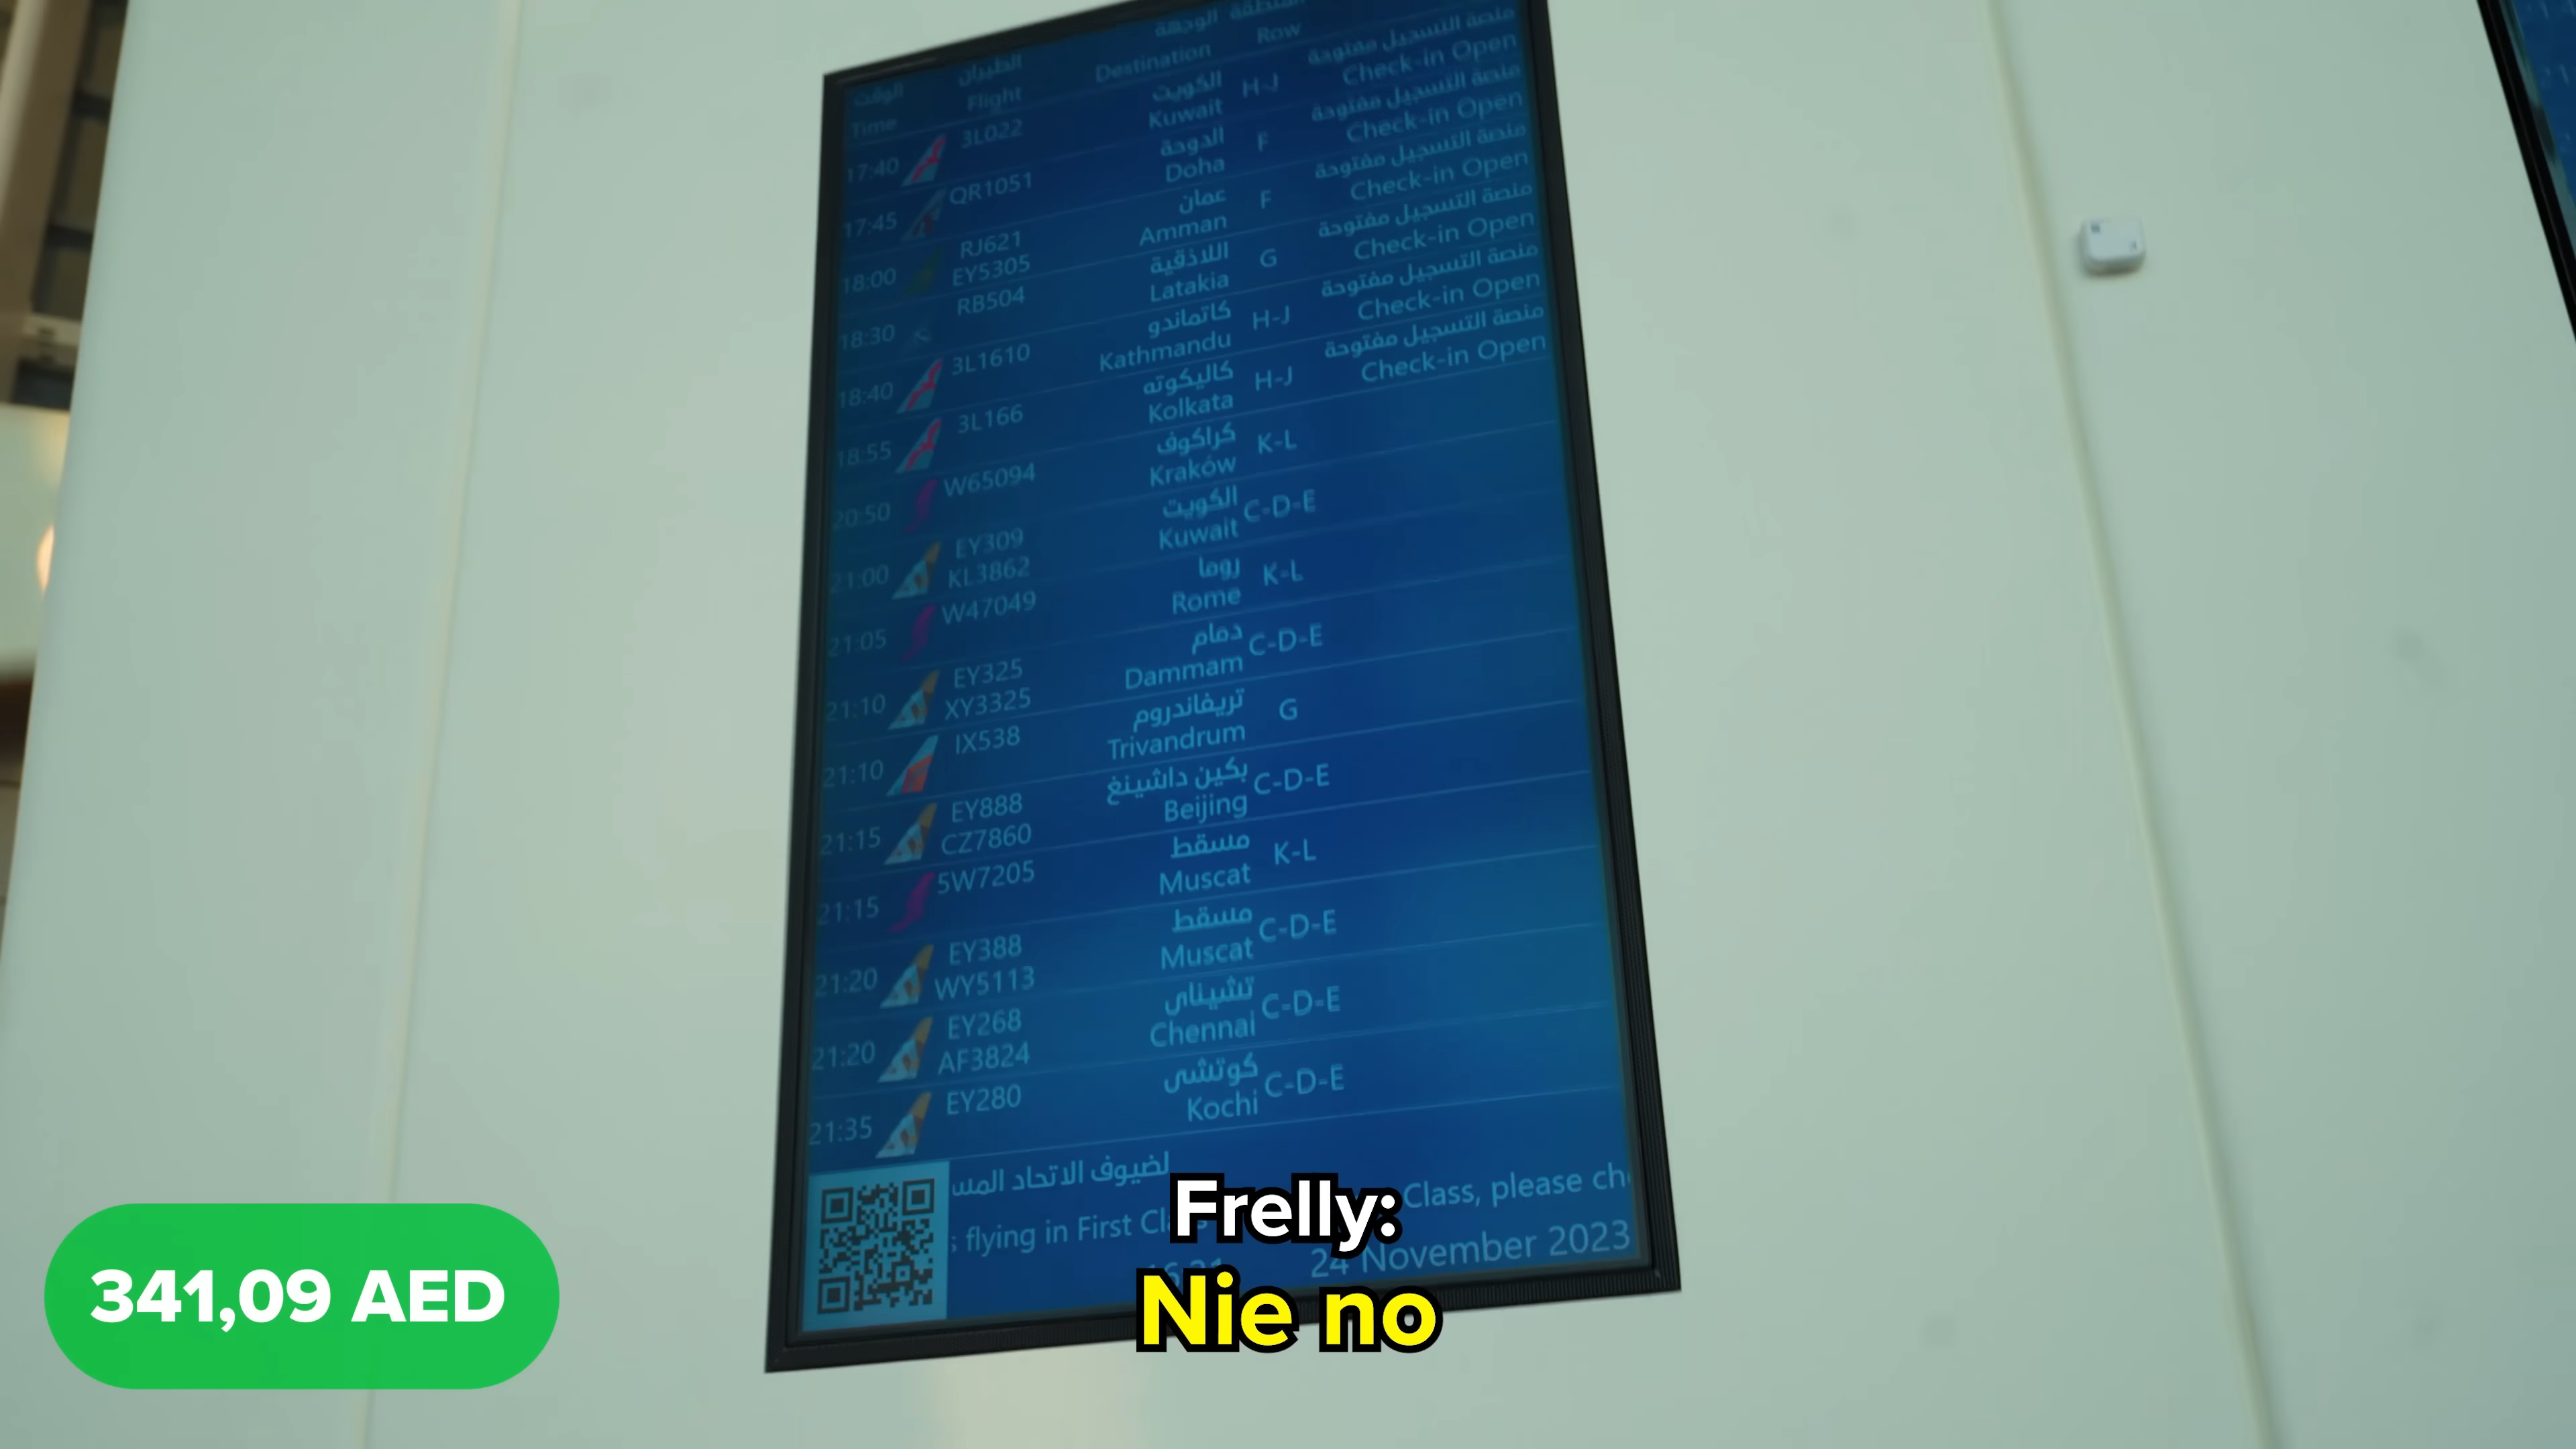 الوقت الطيران الوجهة المنطقة
Time Flight Destination Row
17:40 3L022 الكويت Kuwait H-J منصة التسجيل مفتوحة Check-in Open
17:45 QR1051 الدوحة Doha F منصة التسجيل مفتوحة Check-in Open
18:00 RJ621 EY5305 عمان Amman F منصة التسجيل مفتوحة Check-in Open
18:30 RB504 اللاذقية Latakia G منصة التسجيل مفتوحة Check-in Open
18:40 3L1610 كاتماندو Kathmandu H-J منصة التسجيل مفتوحة Check-in Open
18:55 3L166 كاليكوته Kolkata H-J منصة التسجيل مفتوحة Check-in Open
20:50 W65094 كراكوف Kraków K-L
21:00 EY309 KL3862 الكويت Kuwait C-D-E
21:05 W47049 روما Rome K-L
21:10 EY325 XY3325 دمام Dammam C-D-E
21:10 IX538 تريفاندروم Trivandrum G
21:15 EY888 CZ7860 بكين داشينغ Beijing C-D-E
21:15 5W7205 مسقط Muscat K-L
21:20 EY388 WY5113 مسقط Muscat C-D-E
21:20 EY268 AF3824 تشيناي Chennai C-D-E
21:35 EY280 كوتشي Kochi C-D-E
لضيوف الاتحاد المس
flying in First Cl Class, please ch
24 November 2023
Frelly:
Nie no
341,09 AED